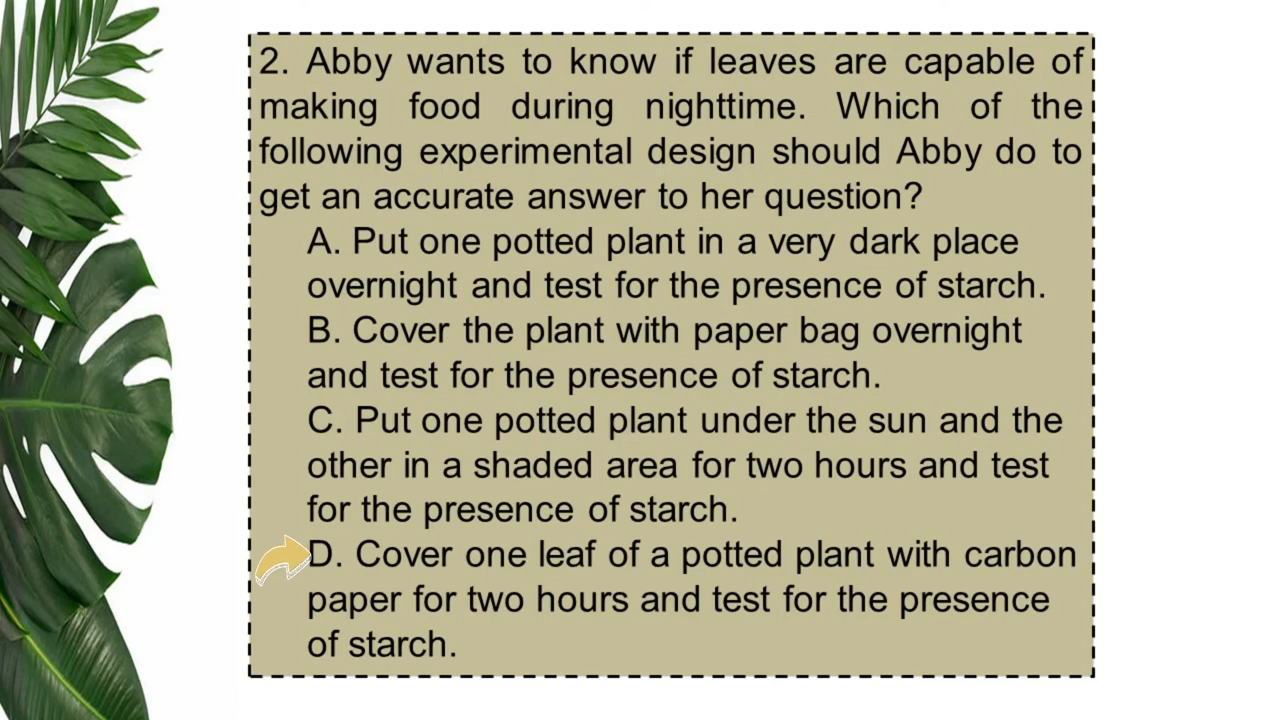 2. Abby wants to know if leaves are capable of
making food during nighttime. Which of the
following experimental design should Abby do to
get an accurate answer to her question?
A. Put one potted plant in a very dark place
overnight and test for the presence of starch.
B. Cover the plant with paper bag overnight
and test for the presence of starch.
C. Put one potted plant under the sun and the
other in a shaded area for two hours and test
for the presence of starch.
D. Cover one leaf of a potted plant with carbon
paper for two hours and test for the presence
of starch.